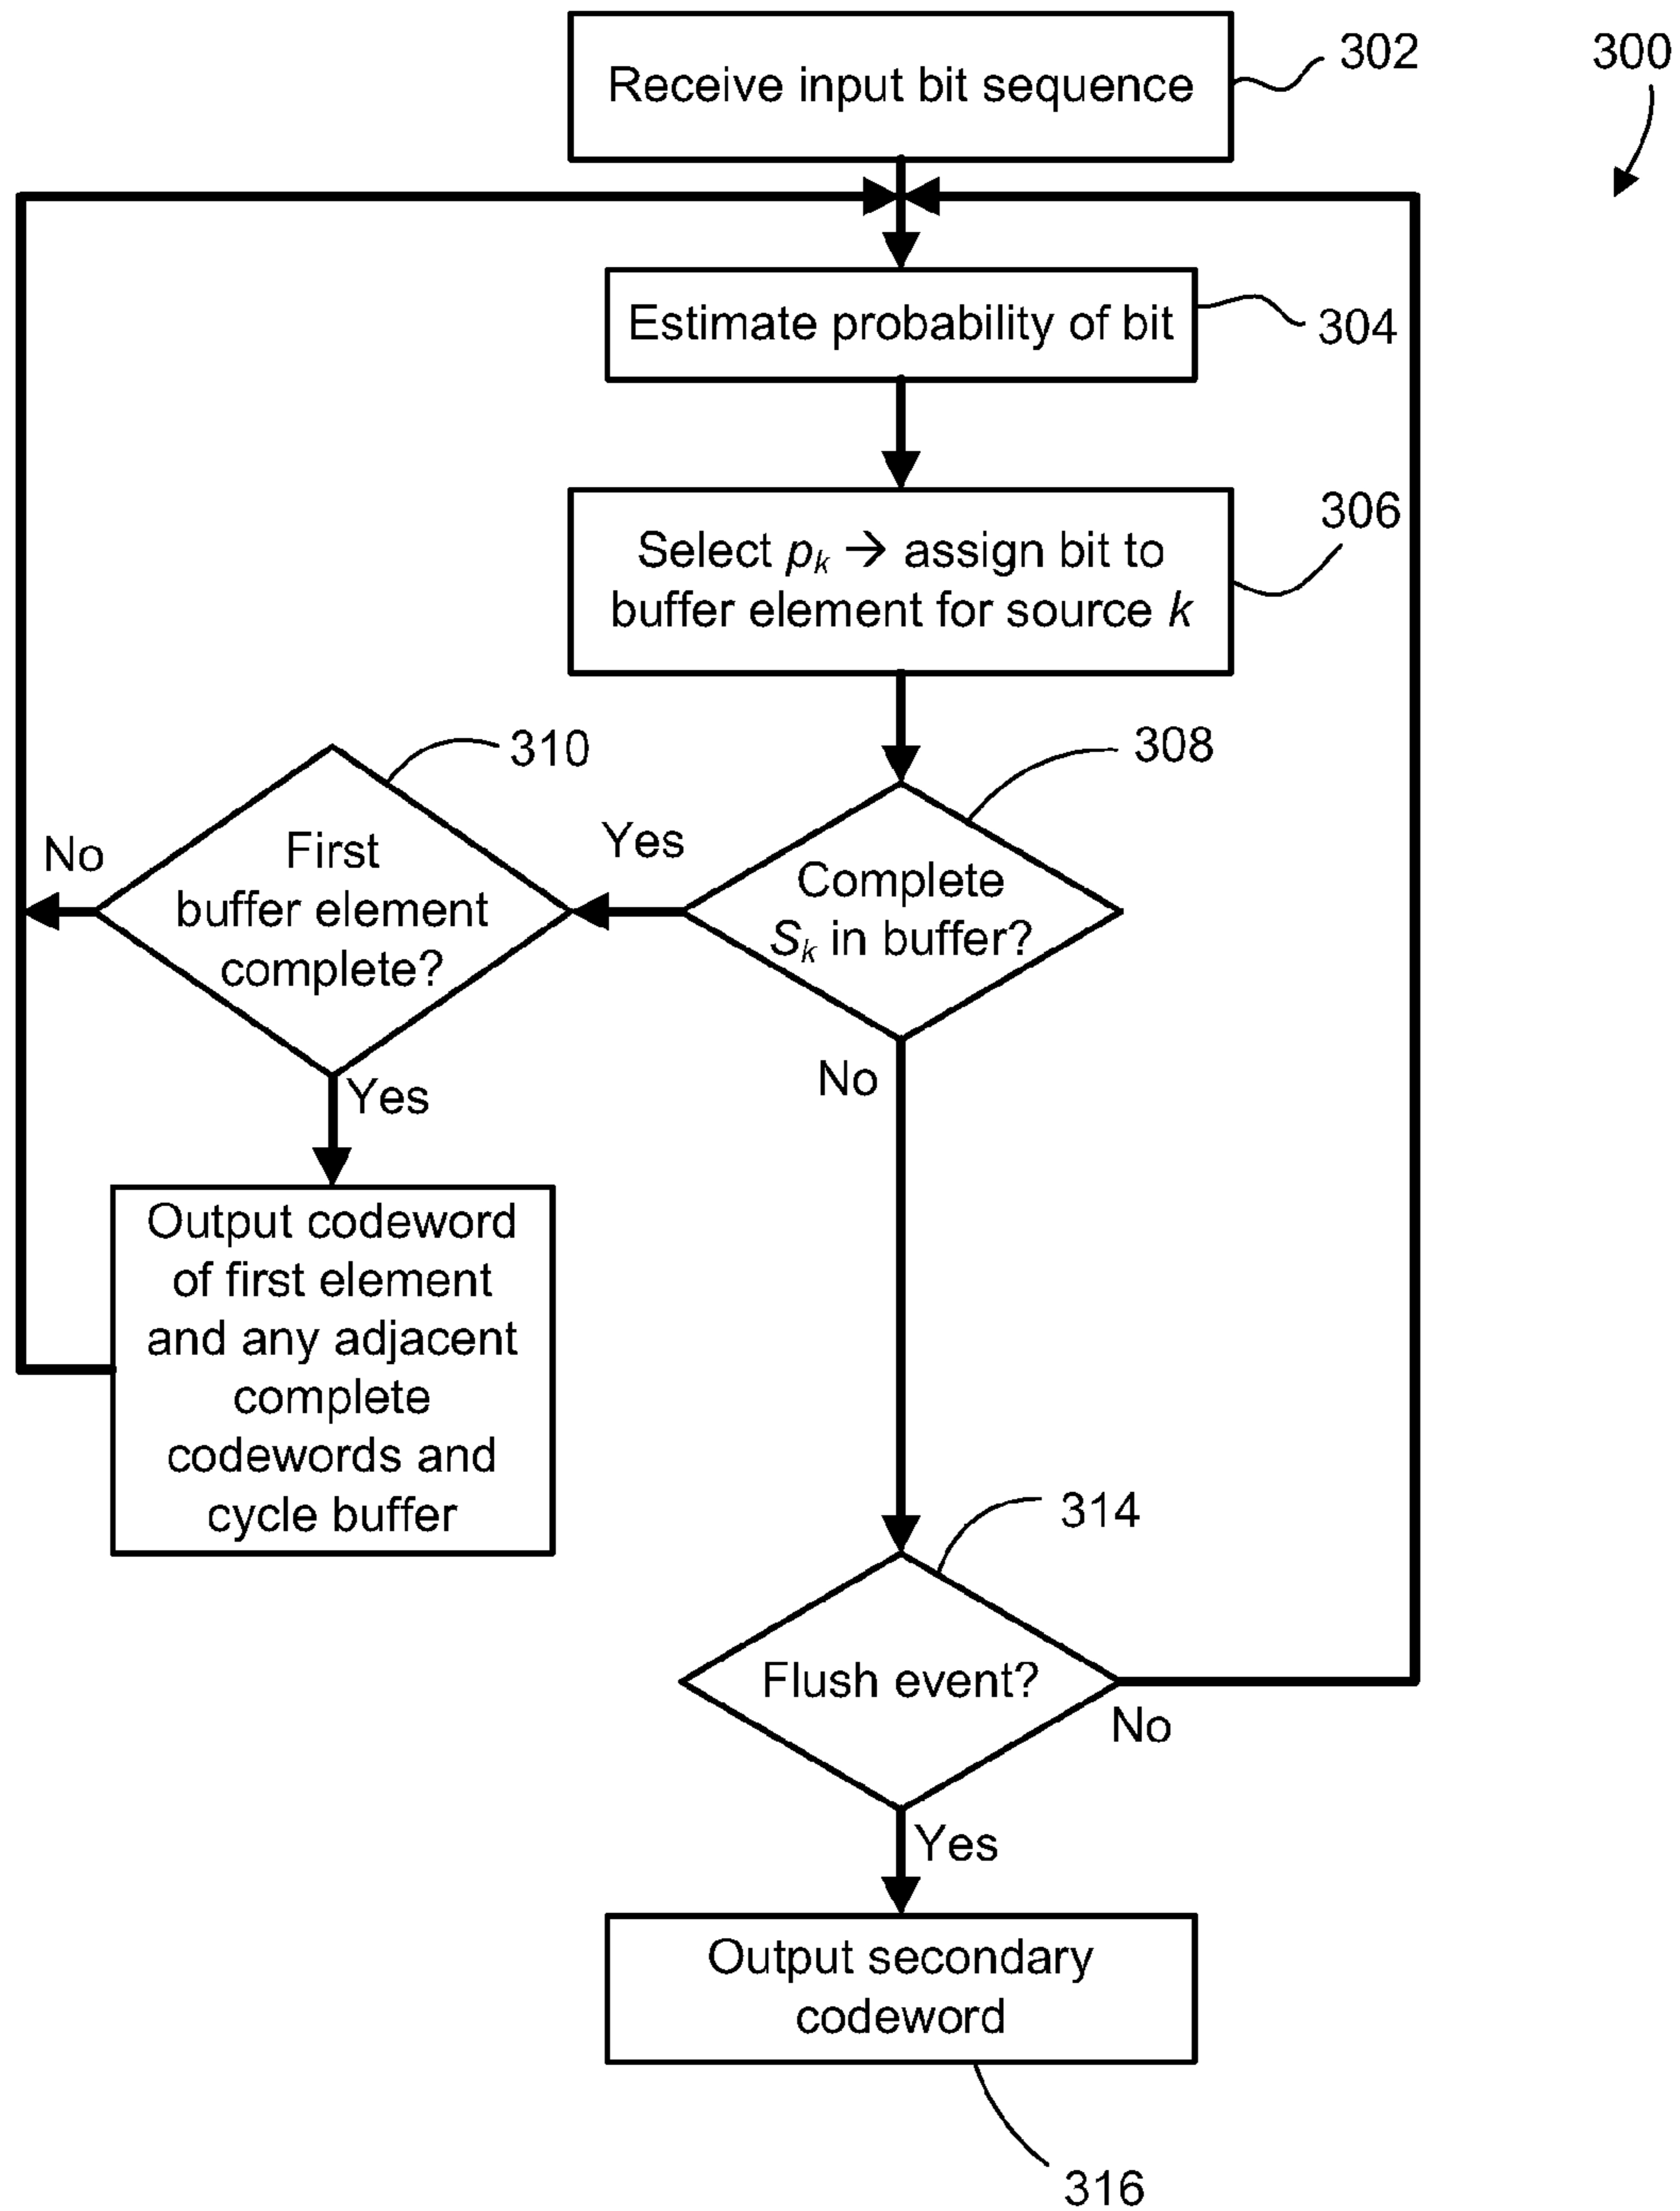 Receive input bit sequence
302
300
Estimate probability of bit
304
Select pk → assign bit to
buffer element for source k
306
310
308
First
buffer element
complete?
No
Yes
Complete
Sk in buffer?
Yes
No
Output codeword
of first element
and any adjacent
complete
codewords and
cycle buffer
314
Flush event?
No
Yes
Output secondary
codeword
316